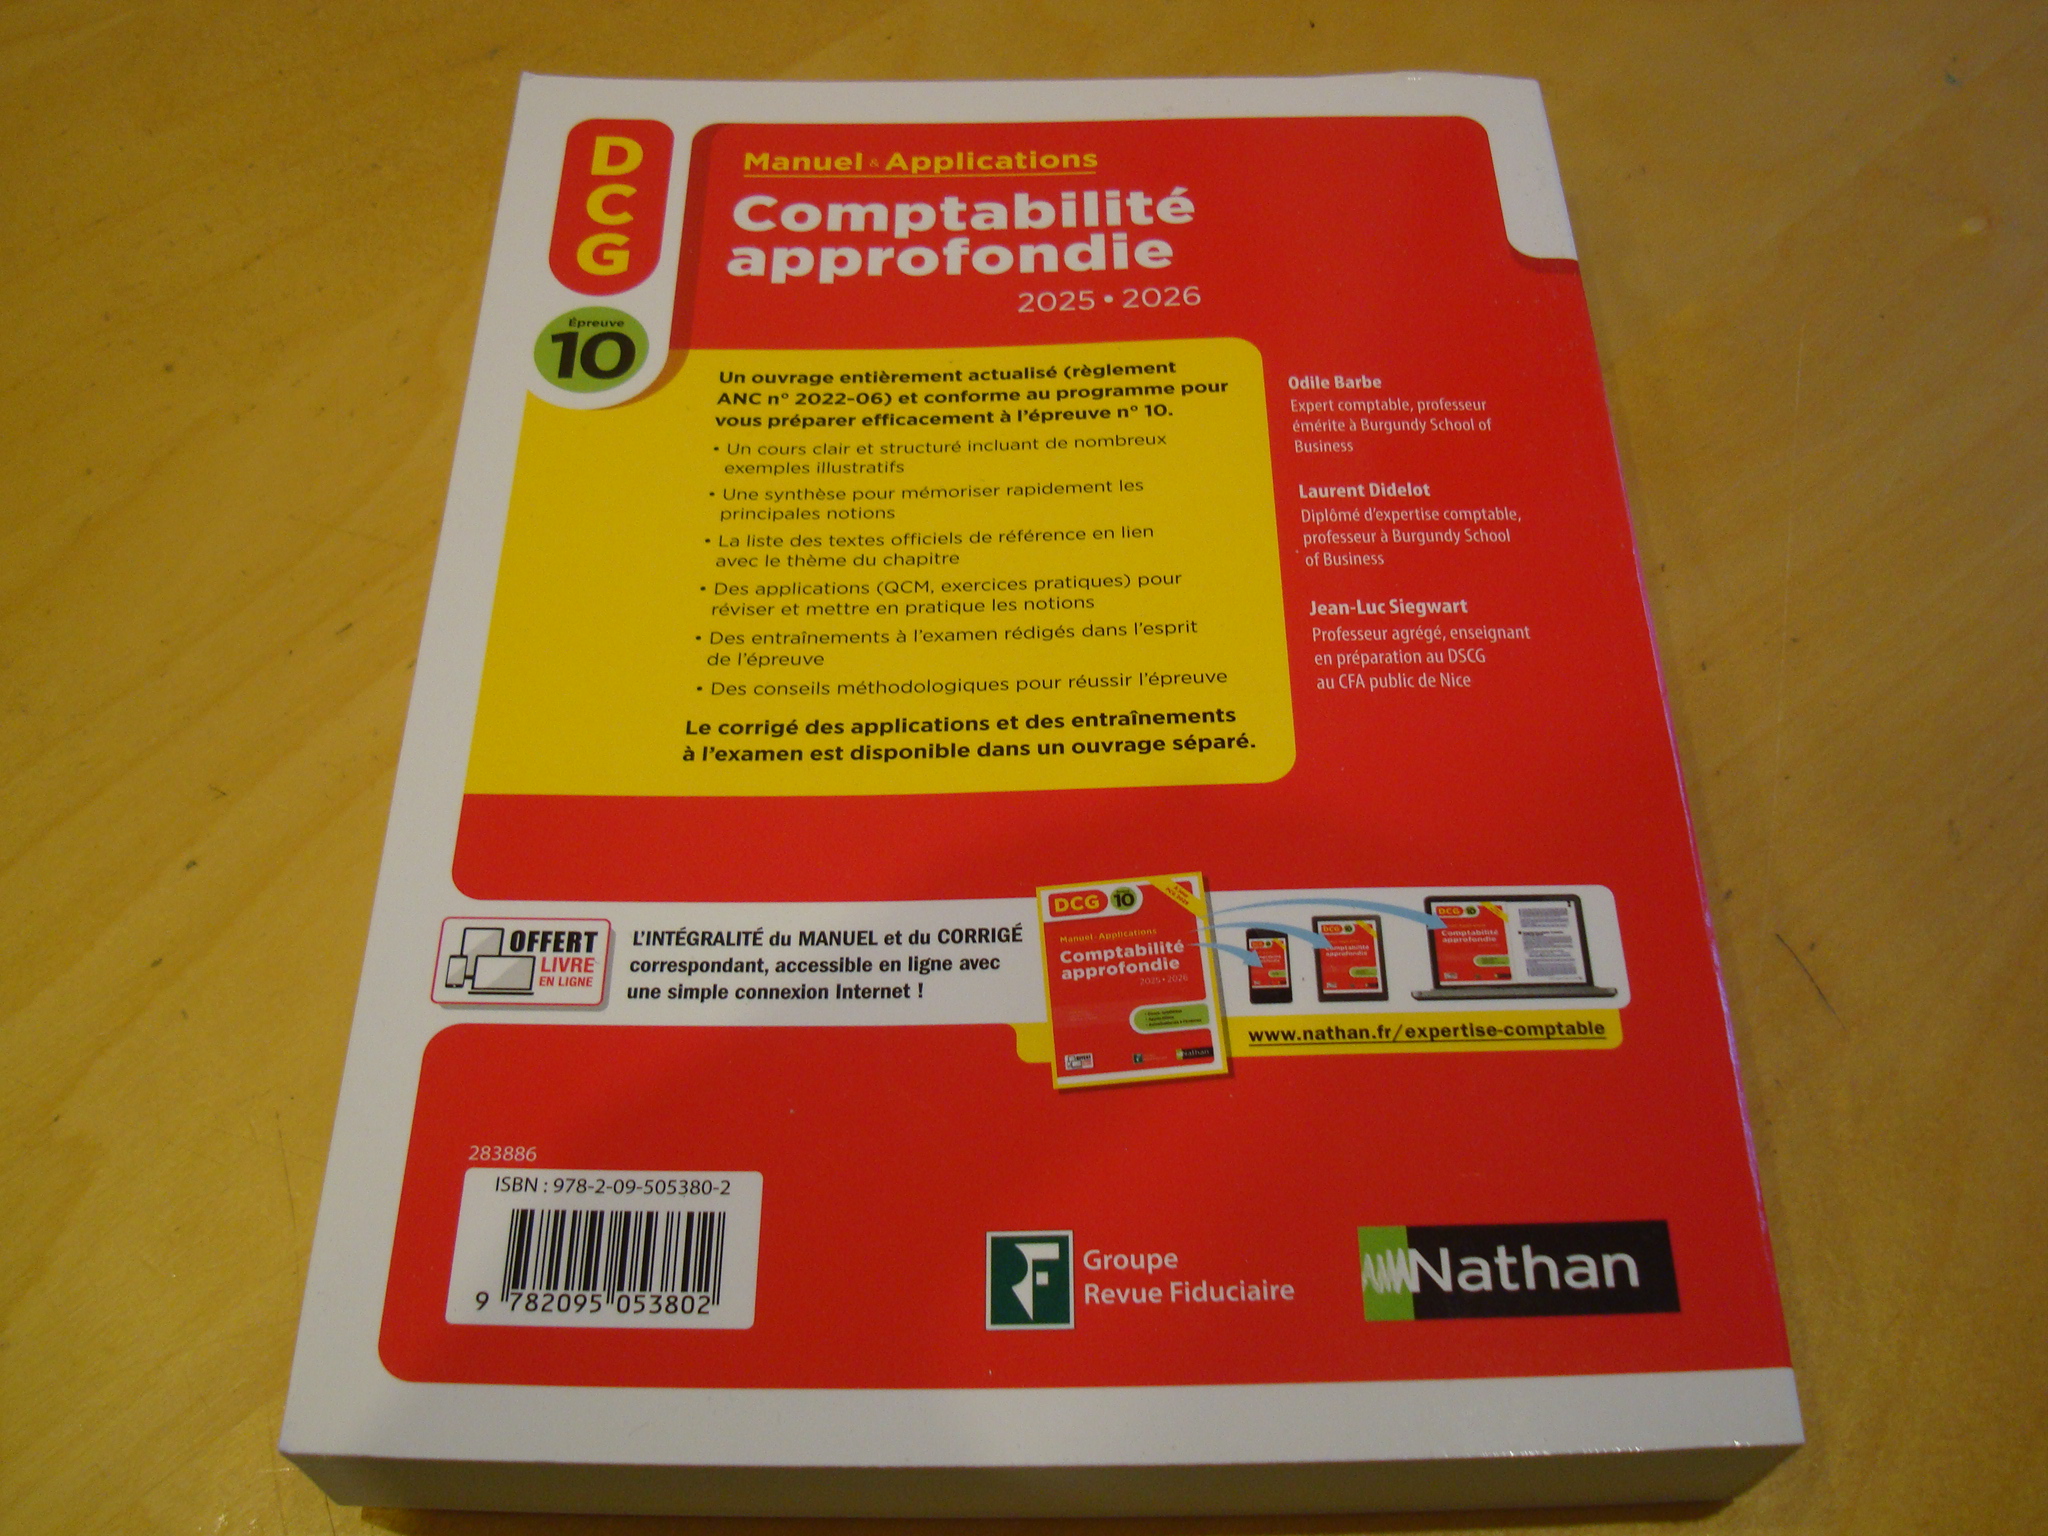 D
C
G
Épreuve
10
Manuel & Applications
Comptabilité
approfondie
2025 • 2026
Un ouvrage entièrement actualisé (règlement
ANC n° 2022-06) et conforme au programme pour
vous préparer efficacement à l'épreuve n° 10.
• Un cours clair et structuré incluant de nombreux
exemples illustratifs
• Une synthèse pour mémoriser rapidement les
principales notions
• La liste des textes officiels de référence en lien
avec le thème du chapitre
• Des applications (QCM, exercices pratiques) pour
réviser et mettre en pratique les notions
• Des entraînements à l'examen rédigés dans l'esprit
de l'épreuve
• Des conseils méthodologiques pour réussir l'épreuve
Le corrigé des applications et des entraînements
à l'examen est disponible dans un ouvrage séparé.
Odile Barbe
Expert comptable, professeur
émérite à Burgundy School of
Business
Laurent Didelot
Diplômé d'expertise comptable,
professeur à Burgundy School
of Business
Jean-Luc Siegwart
Professeur agrégé, enseignant
en préparation au DSCG
au CFA public de Nice
OFFERT
LIVRE
EN LIGNE
L'INTÉGRALITÉ du MANUEL et du CORRIGÉ
correspondant, accessible en ligne avec
une simple connexion Internet !
DCG 10
Manuel & Applications
Comptabilité
approfondie
2025 • 2026
Nathan
DCG
Comptabilité
approfondie
www.nathan.fr/expertise-comptable
283886
ISBN : 978-2-09-505380-2
9 782095 053802
Groupe
Revue Fiduciaire
Nathan